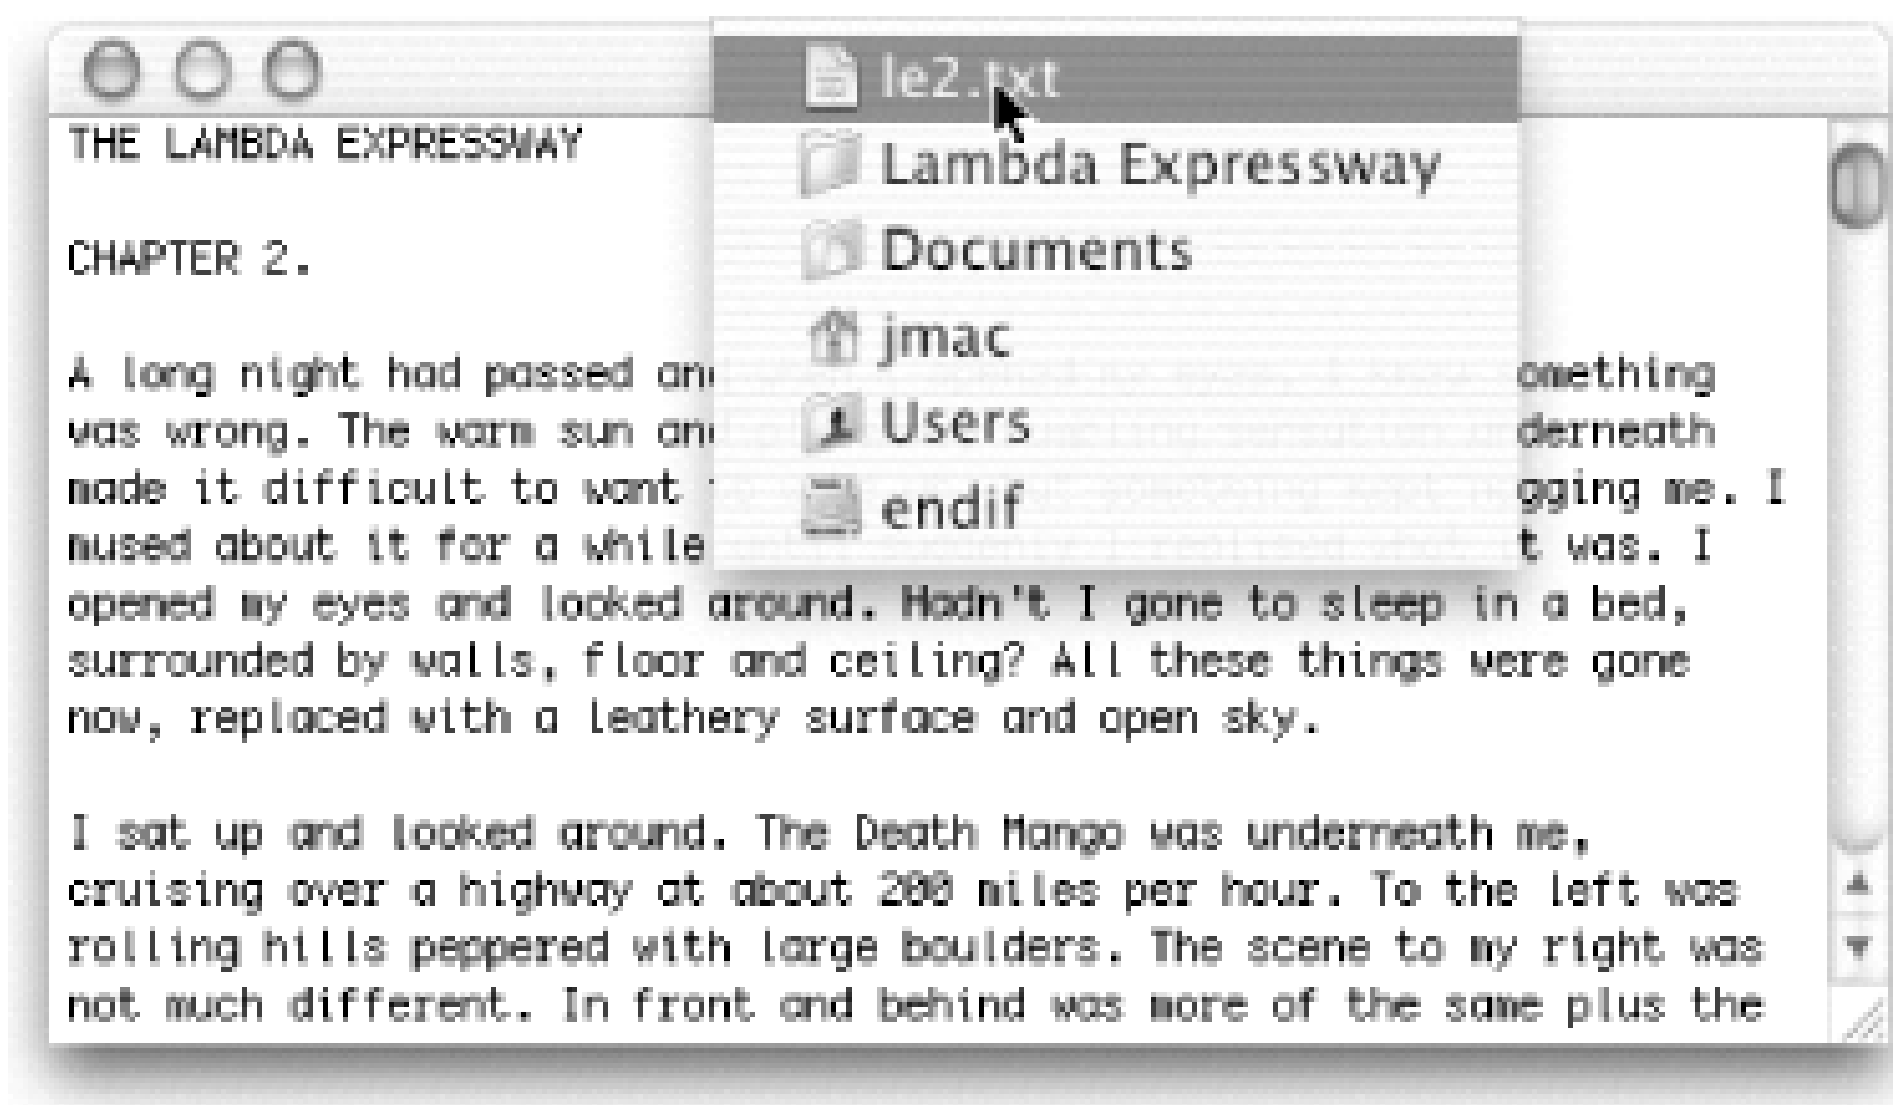 le2.txt
Lambda Expressway
Documents
jmac
Users
endif
THE LAMBDA EXPRESSWAY
CHAPTER 2.
A long night had passed
was wrong. The warm sun
made it difficult to want gging me. I
mused about it for a while was. I
opened my eyes and looked around. Hadn't I gone to sleep in a bed,
surrounded by walls, floor and ceiling? All these things were gone
now, replaced with a leathery surface and open sky.
I sat up and looked around. The Death Mango was underneath me,
cruising over a highway at about 200 miles per hour. To the left was
rolling hills peppered with large boulders. The scene to my right was
not much different. In front and behind was more of the same plus the